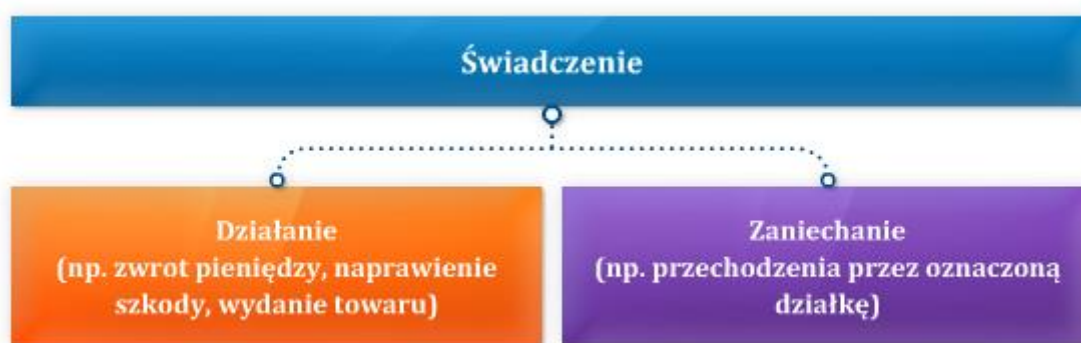 Świadczenie
Działanie
(np. zwrot pieniędzy, naprawienie
szkody, wydanie towaru)
Zaniechanie
(np. przechodzenia przez oznaczoną
działkę)